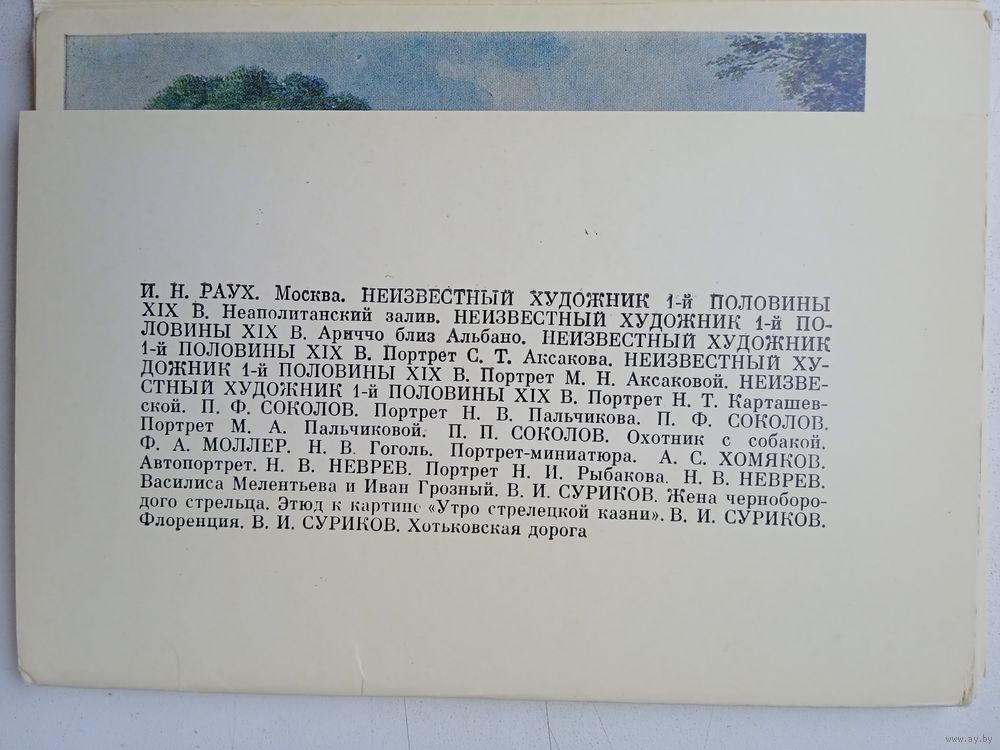 И. Н. РАУХ. Москва. НЕИЗВЕСТНЫЙ ХУДОЖНИК 1-й ПОЛОВИНЫ
XIX В. Неаполитанский залив. НЕИЗВЕСТНЫЙ ХУДОЖНИК 1-й ПО-
ЛОВИНЫ XIX В. Ариччо близ Альбано. НЕИЗВЕСТНЫЙ ХУДОЖНИК
1-й ПОЛОВИНЫ XIX В. Портрет С. Т. Аксакова. НЕИЗВЕСТНЫЙ ХУ-
ДОЖНИК 1-й ПОЛОВИНЫ XIX В. Портрет М. Н. Аксаковой. НЕИЗВЕ-
СТНЫЙ ХУДОЖНИК 1-й ПОЛОВИНЫ XIX В. Портрет Н. Т. Карташев-
ской. П. Ф. СОКОЛОВ. Портрет Н. В. Пальчикова. П. Ф. СОКОЛОВ.
Портрет М. А. Пальчиковой. П. П. СОКОЛОВ. Охотник с собакой.
Ф. А. МОЛЛЕР. Н. В. Гоголь. Портрет-миниатюра. А. С. ХОМЯКОВ.
Автопортрет. Н. В. НЕВРЕВ. Портрет Н. И. Рыбакова. Н. В. НЕВРЕВ.
Василиса Мелентьева и Иван Грозный. В. И. СУРИКОВ. Жена черноборо-
дого стрельца. Этюд к картине «Утро стрелецкой казни». В. И. СУРИКОВ.
Флоренция. В. И. СУРИКОВ. Хотьковская дорога
www.ay.by